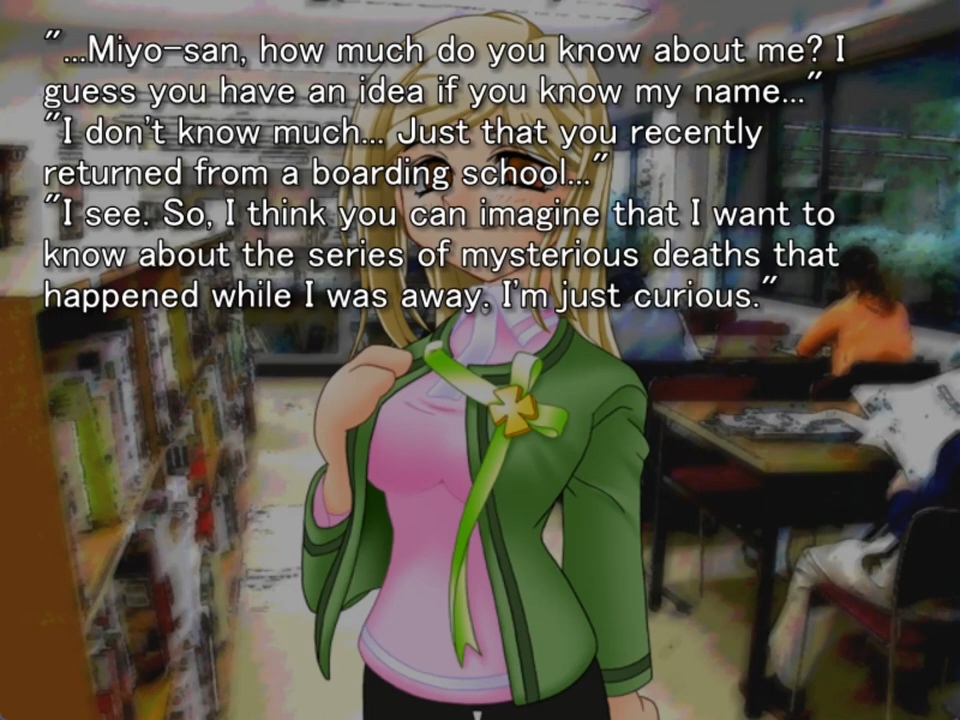 "...Miyo-san, how much do you know about me? I
guess you have an idea if you know my name..."
"I don't know much... Just that you recently
returned from a boarding school..."
"I see. So, I think you can imagine that I want to
know about the series of mysterious deaths that
happened while I was away. I'm just curious."